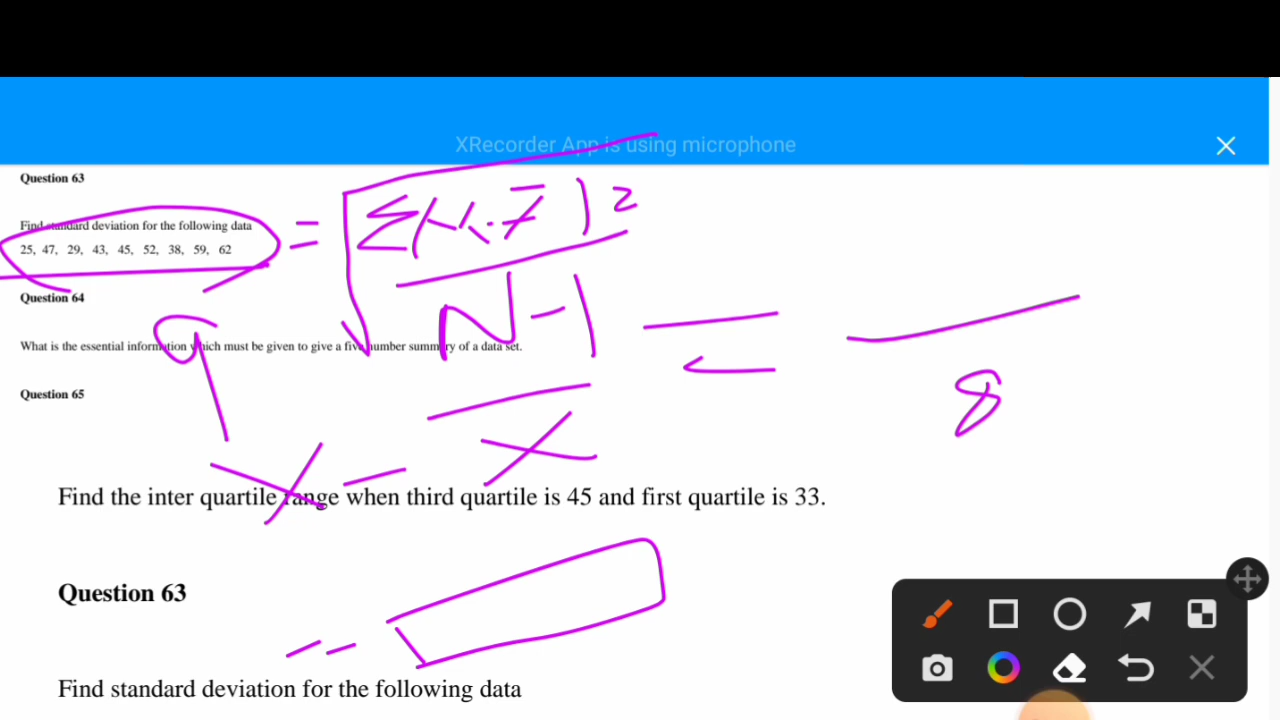 XRecorder App is using microphone
Question 63
Find standard deviation for the following data
25, 47, 29, 43, 45, 52, 38, 59, 62
= √ Σ(x-x̄)²
N-1
=
8
9
Question 64
What is the essential information which must be given to give a five number summary of a data set.
Question 65
x - x̄
Find the inter quartile range when third quartile is 45 and first quartile is 33.
Question 63
Find standard deviation for the following data